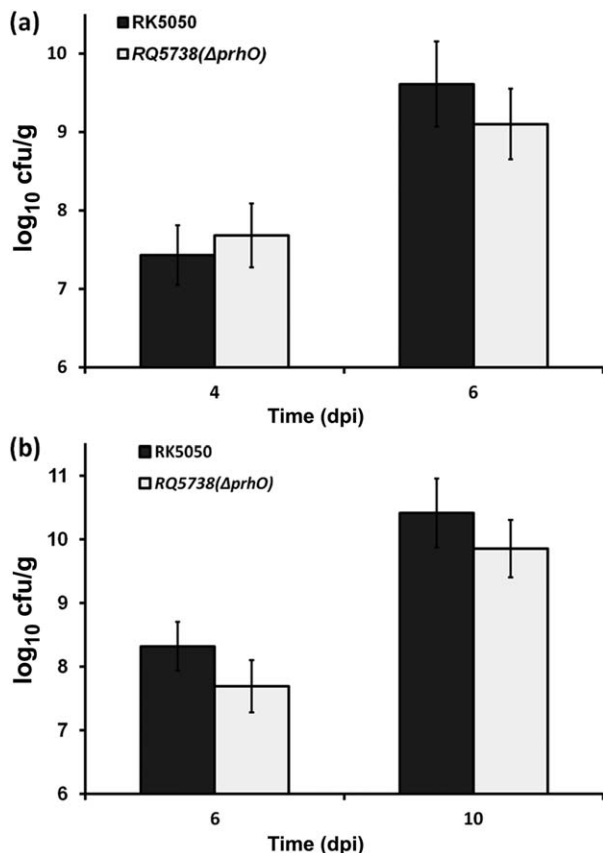 (a)
RK5050
RQ5738(ΔprhO)
10
9
8
7
6
log10 cfu/g
4
6
Time (dpi)
(b)
RK5050
RQ5738(ΔprhO)
11
10
9
8
7
6
log10 cfu/g
6
10
Time (dpi)